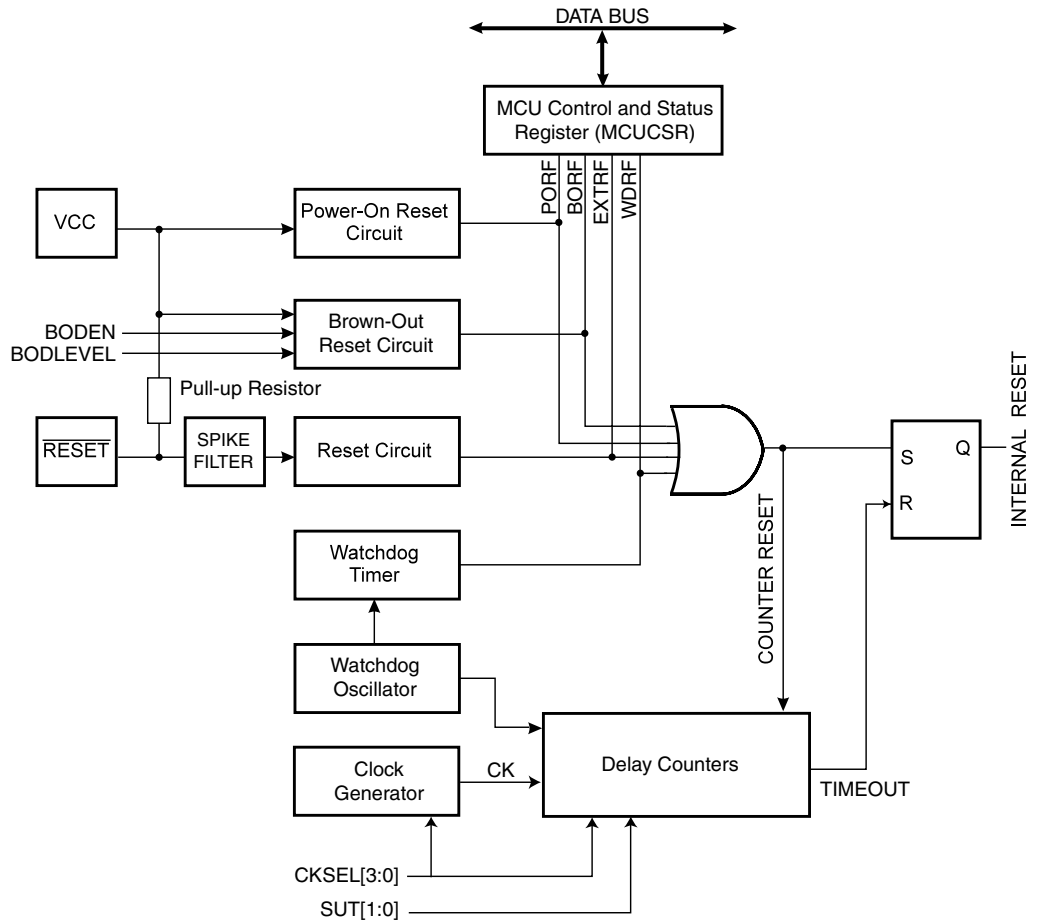 DATA BUS
MCU Control and Status
Register (MCUCSR)
PORF
BORF
EXTRF
WDRF
VCC
Power-On Reset
Circuit
BODEN
BODLEVEL
Brown-Out
Reset Circuit
Pull-up Resistor
RESET
SPIKE
FILTER
Reset Circuit
S
Q
R
INTERNAL RESET
Watchdog
Timer
COUNTER RESET
Watchdog
Oscillator
Clock
Generator
CK
Delay Counters
TIMEOUT
CKSEL[3:0]
SUT[1:0]